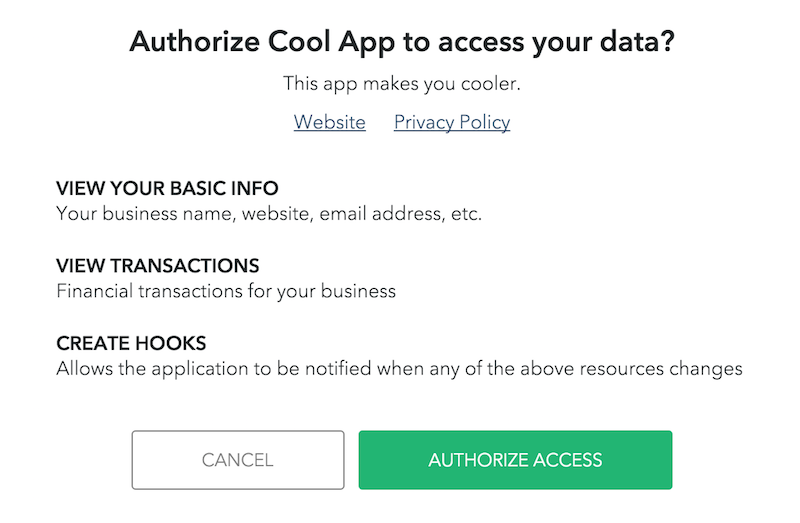 Authorize Cool App to access your data?
This app makes you cooler.
Website Privacy Policy
VIEW YOUR BASIC INFO
Your business name, website, email address, etc.
VIEW TRANSACTIONS
Financial transactions for your business
CREATE HOOKS
Allows the application to be notified when any of the above resources changes
CANCEL AUTHORIZE ACCESS